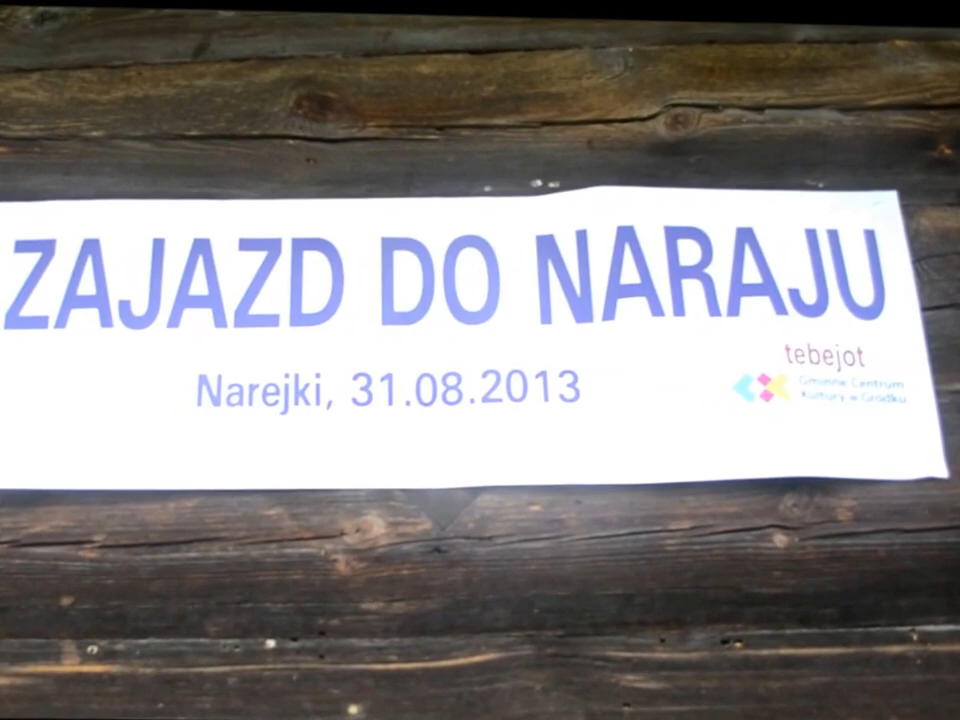 ZAJAZD DO NARAJU
Narejki, 31.08.2013
tebejot
Gminne Centrum
Kultury w Gródku